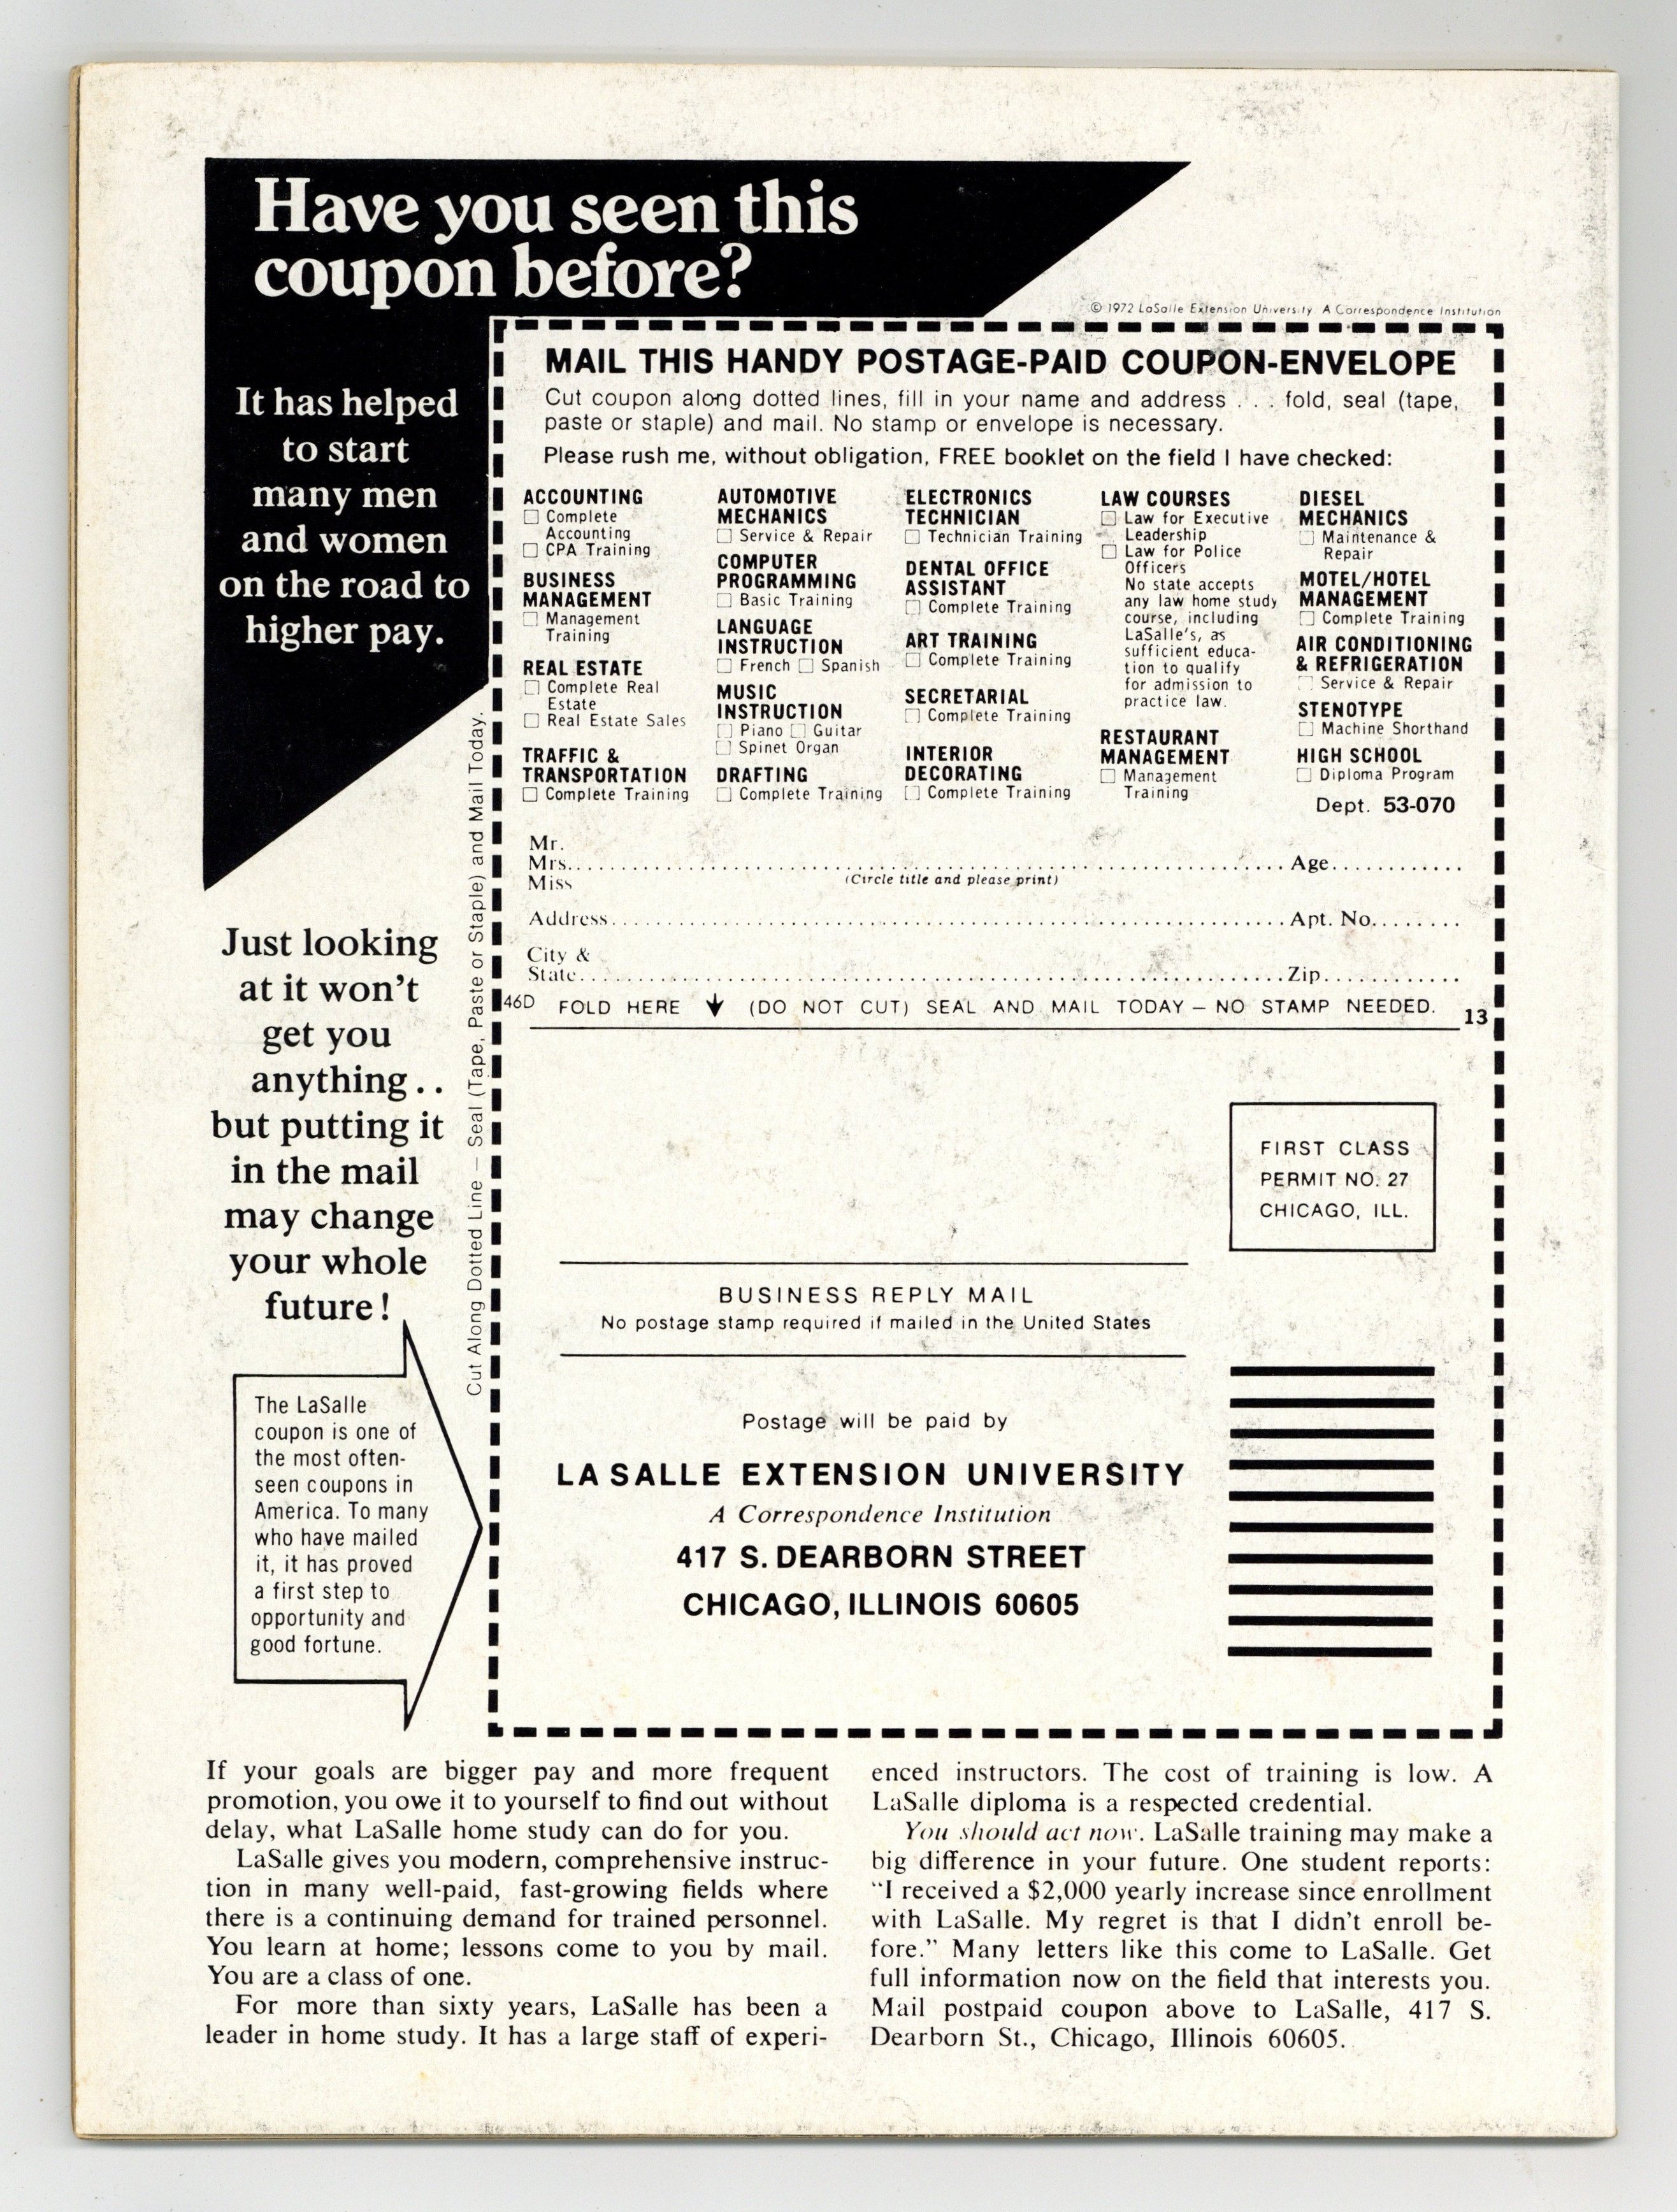 Have you seen this
coupon before?
It has helped
to start
many men
and women
on the road to
higher pay.
Just looking
at it won't
get you
anything . .
but putting it
in the mail
may change
your whole
future!
The LaSalle
coupon is one of
the most often-
seen coupons in
America. To many
who have mailed
it, it has proved
a first step to
opportunity and
good fortune.
Cut Along Dotted Line — Seal (Tape, Paste or Staple) and Mail Today.
© 1972 LaSalle Extension University A Correspondence Institution
MAIL THIS HANDY POSTAGE-PAID COUPON-ENVELOPE
Cut coupon along dotted lines, fill in your name and address . . . fold, seal (tape,
paste or staple) and mail. No stamp or envelope is necessary.
Please rush me, without obligation, FREE booklet on the field I have checked:
ACCOUNTING
☐ Complete
Accounting
☐ CPA Training
BUSINESS
MANAGEMENT
☐ Management
Training
REAL ESTATE
☐ Complete Real
Estate
☐ Real Estate Sales
TRAFFIC &
TRANSPORTATION
☐ Complete Training
AUTOMOTIVE
MECHANICS
☐ Service & Repair
COMPUTER
PROGRAMMING
☐ Basic Training
LANGUAGE
INSTRUCTION
☐ French ☐ Spanish
MUSIC
INSTRUCTION
☐ Piano ☐ Guitar
☐ Spinet Organ
DRAFTING
☐ Complete Training
ELECTRONICS
TECHNICIAN
☐ Technician Training
DENTAL OFFICE
ASSISTANT
☐ Complete Training
ART TRAINING
☐ Complete Training
SECRETARIAL
☐ Complete Training
INTERIOR
DECORATING
☐ Complete Training
LAW COURSES
☐ Law for Executive
Leadership
☐ Law for Police
Officers
No state accepts
any law home study
course, including
LaSalle's, as
sufficient educa-
tion to qualify
for admission to
practice law.
RESTAURANT
MANAGEMENT
☐ Management
Training
DIESEL
MECHANICS
☐ Maintenance &
Repair
MOTEL/HOTEL
MANAGEMENT
☐ Complete Training
AIR CONDITIONING
& REFRIGERATION
☐ Service & Repair
STENOTYPE
☐ Machine Shorthand
HIGH SCHOOL
☐ Diploma Program
Dept. 53-070
Mr.
Mrs. Age
Miss (Circle title and please print)
Address Apt. No.
City &
State Zip
46D FOLD HERE ↓ (DO NOT CUT) SEAL AND MAIL TODAY — NO STAMP NEEDED. 13
FIRST CLASS
PERMIT NO. 27
CHICAGO, ILL.
BUSINESS REPLY MAIL
No postage stamp required if mailed in the United States
Postage will be paid by
LA SALLE EXTENSION UNIVERSITY
A Correspondence Institution
417 S. DEARBORN STREET
CHICAGO, ILLINOIS 60605
If your goals are bigger pay and more frequent
promotion, you owe it to yourself to find out without
delay, what LaSalle home study can do for you.
LaSalle gives you modern, comprehensive instruc-
tion in many well-paid, fast-growing fields where
there is a continuing demand for trained personnel.
You learn at home; lessons come to you by mail.
You are a class of one.
For more than sixty years, LaSalle has been a
leader in home study. It has a large staff of experi-
enced instructors. The cost of training is low. A
LaSalle diploma is a respected credential.
You should act now. LaSalle training may make a
big difference in your future. One student reports:
“I received a $2,000 yearly increase since enrollment
with LaSalle. My regret is that I didn't enroll be-
fore.” Many letters like this come to LaSalle. Get
full information now on the field that interests you.
Mail postpaid coupon above to LaSalle, 417 S.
Dearborn St., Chicago, Illinois 60605.